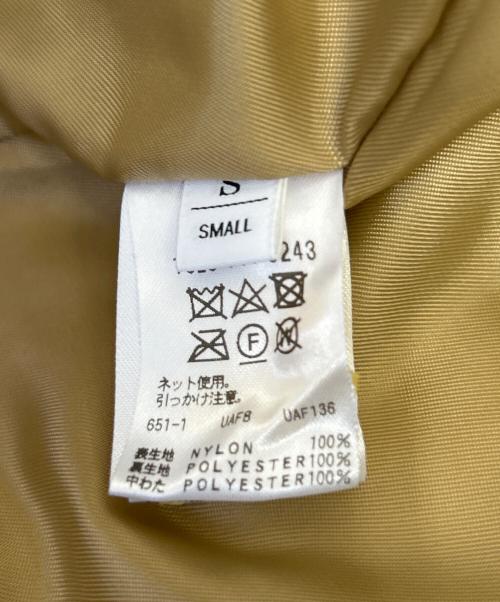 S
SMALL
243
F
W
ネット使用。
引っかけ注意。
651-1 UAF8 UAF136
表生地 NYLON 100%
裏生地 POLYESTER100%
中わた POLYESTER100%